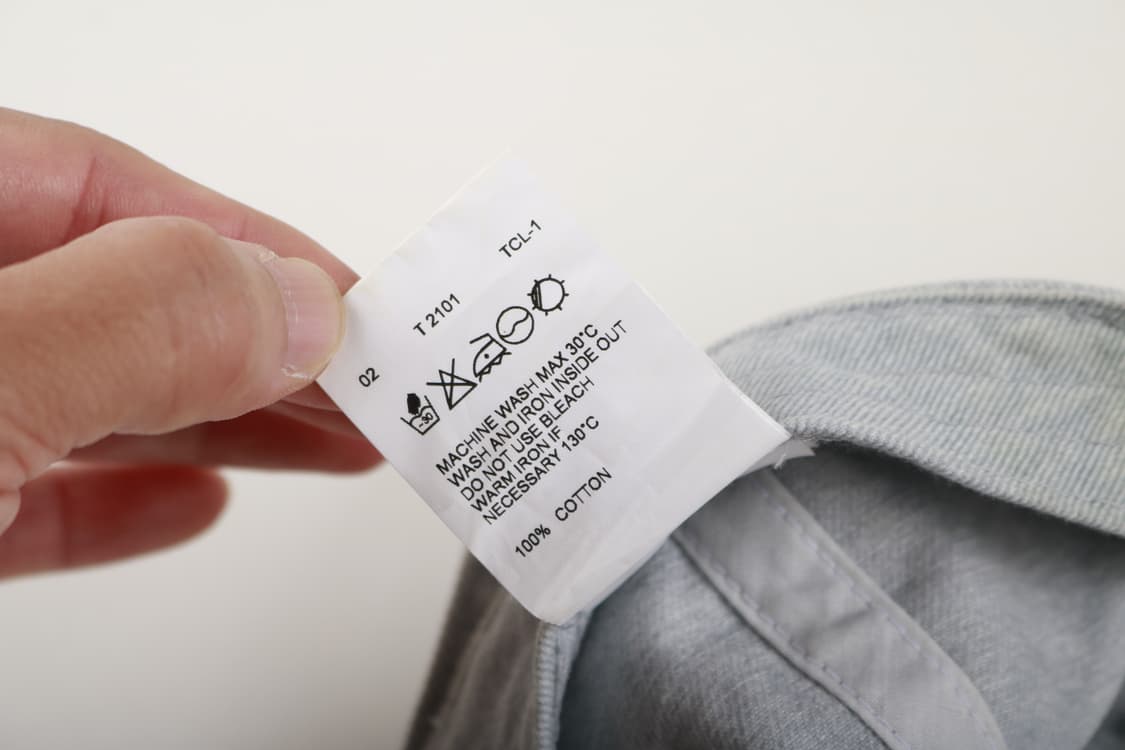 TCL-1
T 2101
02
30
MACHINE WASH MAX 30°C
WASH AND IRON INSIDE OUT
DO NOT USE BLEACH
WARM IRON IF
NECESSARY 130°C
100% COTTON